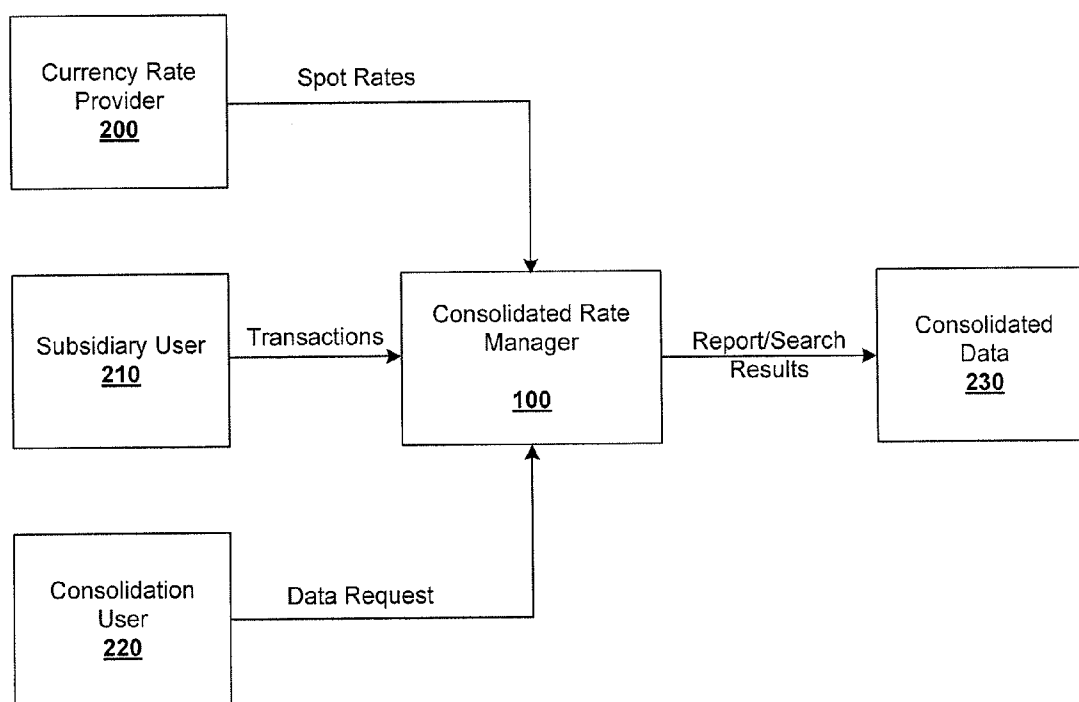 Currency Rate
Provider
200
Spot Rates
Subsidiary User
210
Transactions
Consolidated Rate
Manager
100
Report/Search
Results
Consolidated
Data
230
Consolidation
User
220
Data Request